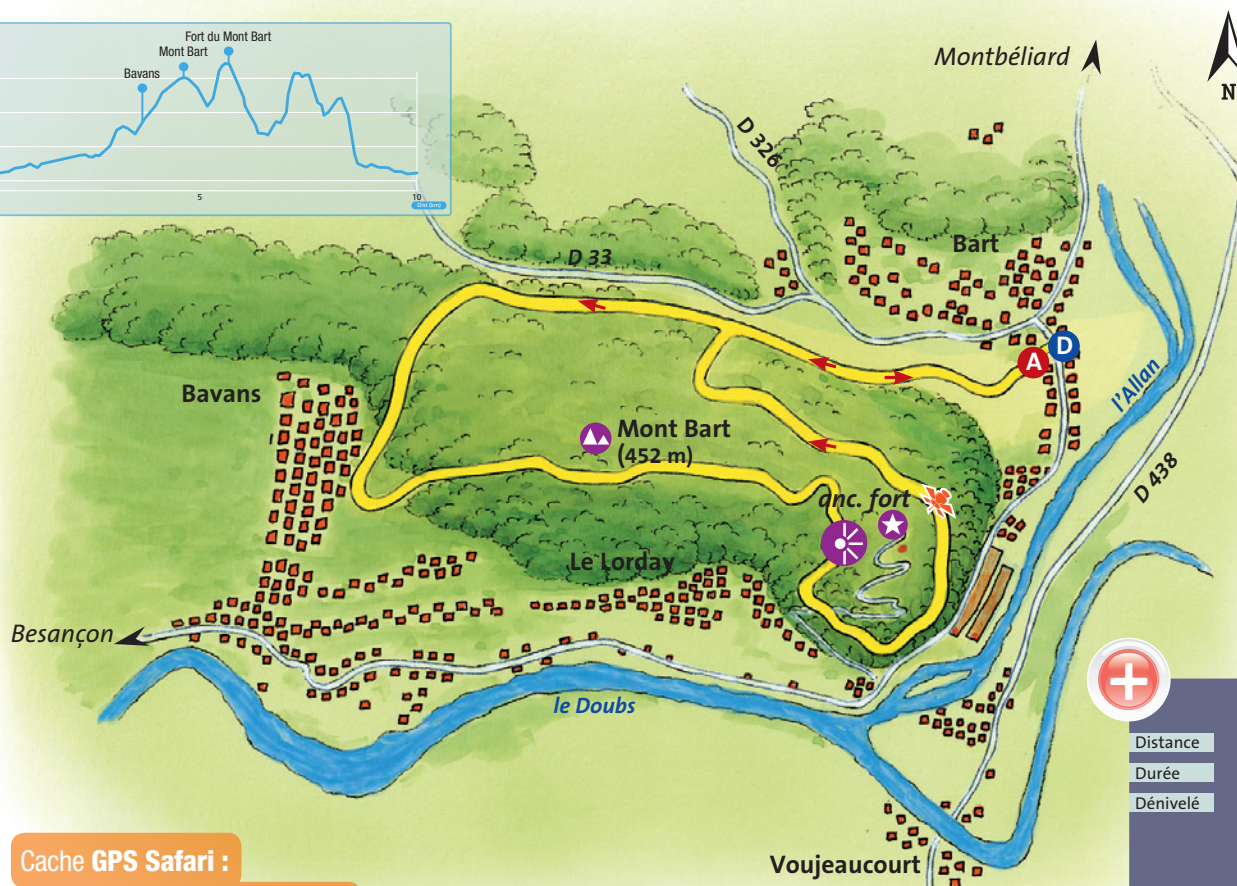 Fort du Mont Bart
Mont Bart
Bavans
5
10
Dist (km)
Montbéliard
N
D 326
Bart
D 33
D
A
l'Allan
Bavans
Mont Bart
(452 m)
D 438
anc. fort
Le Lorday
Besançon
le Doubs
Distance
Durée
Dénivelé
Cache GPS Safari :
Voujeaucourt